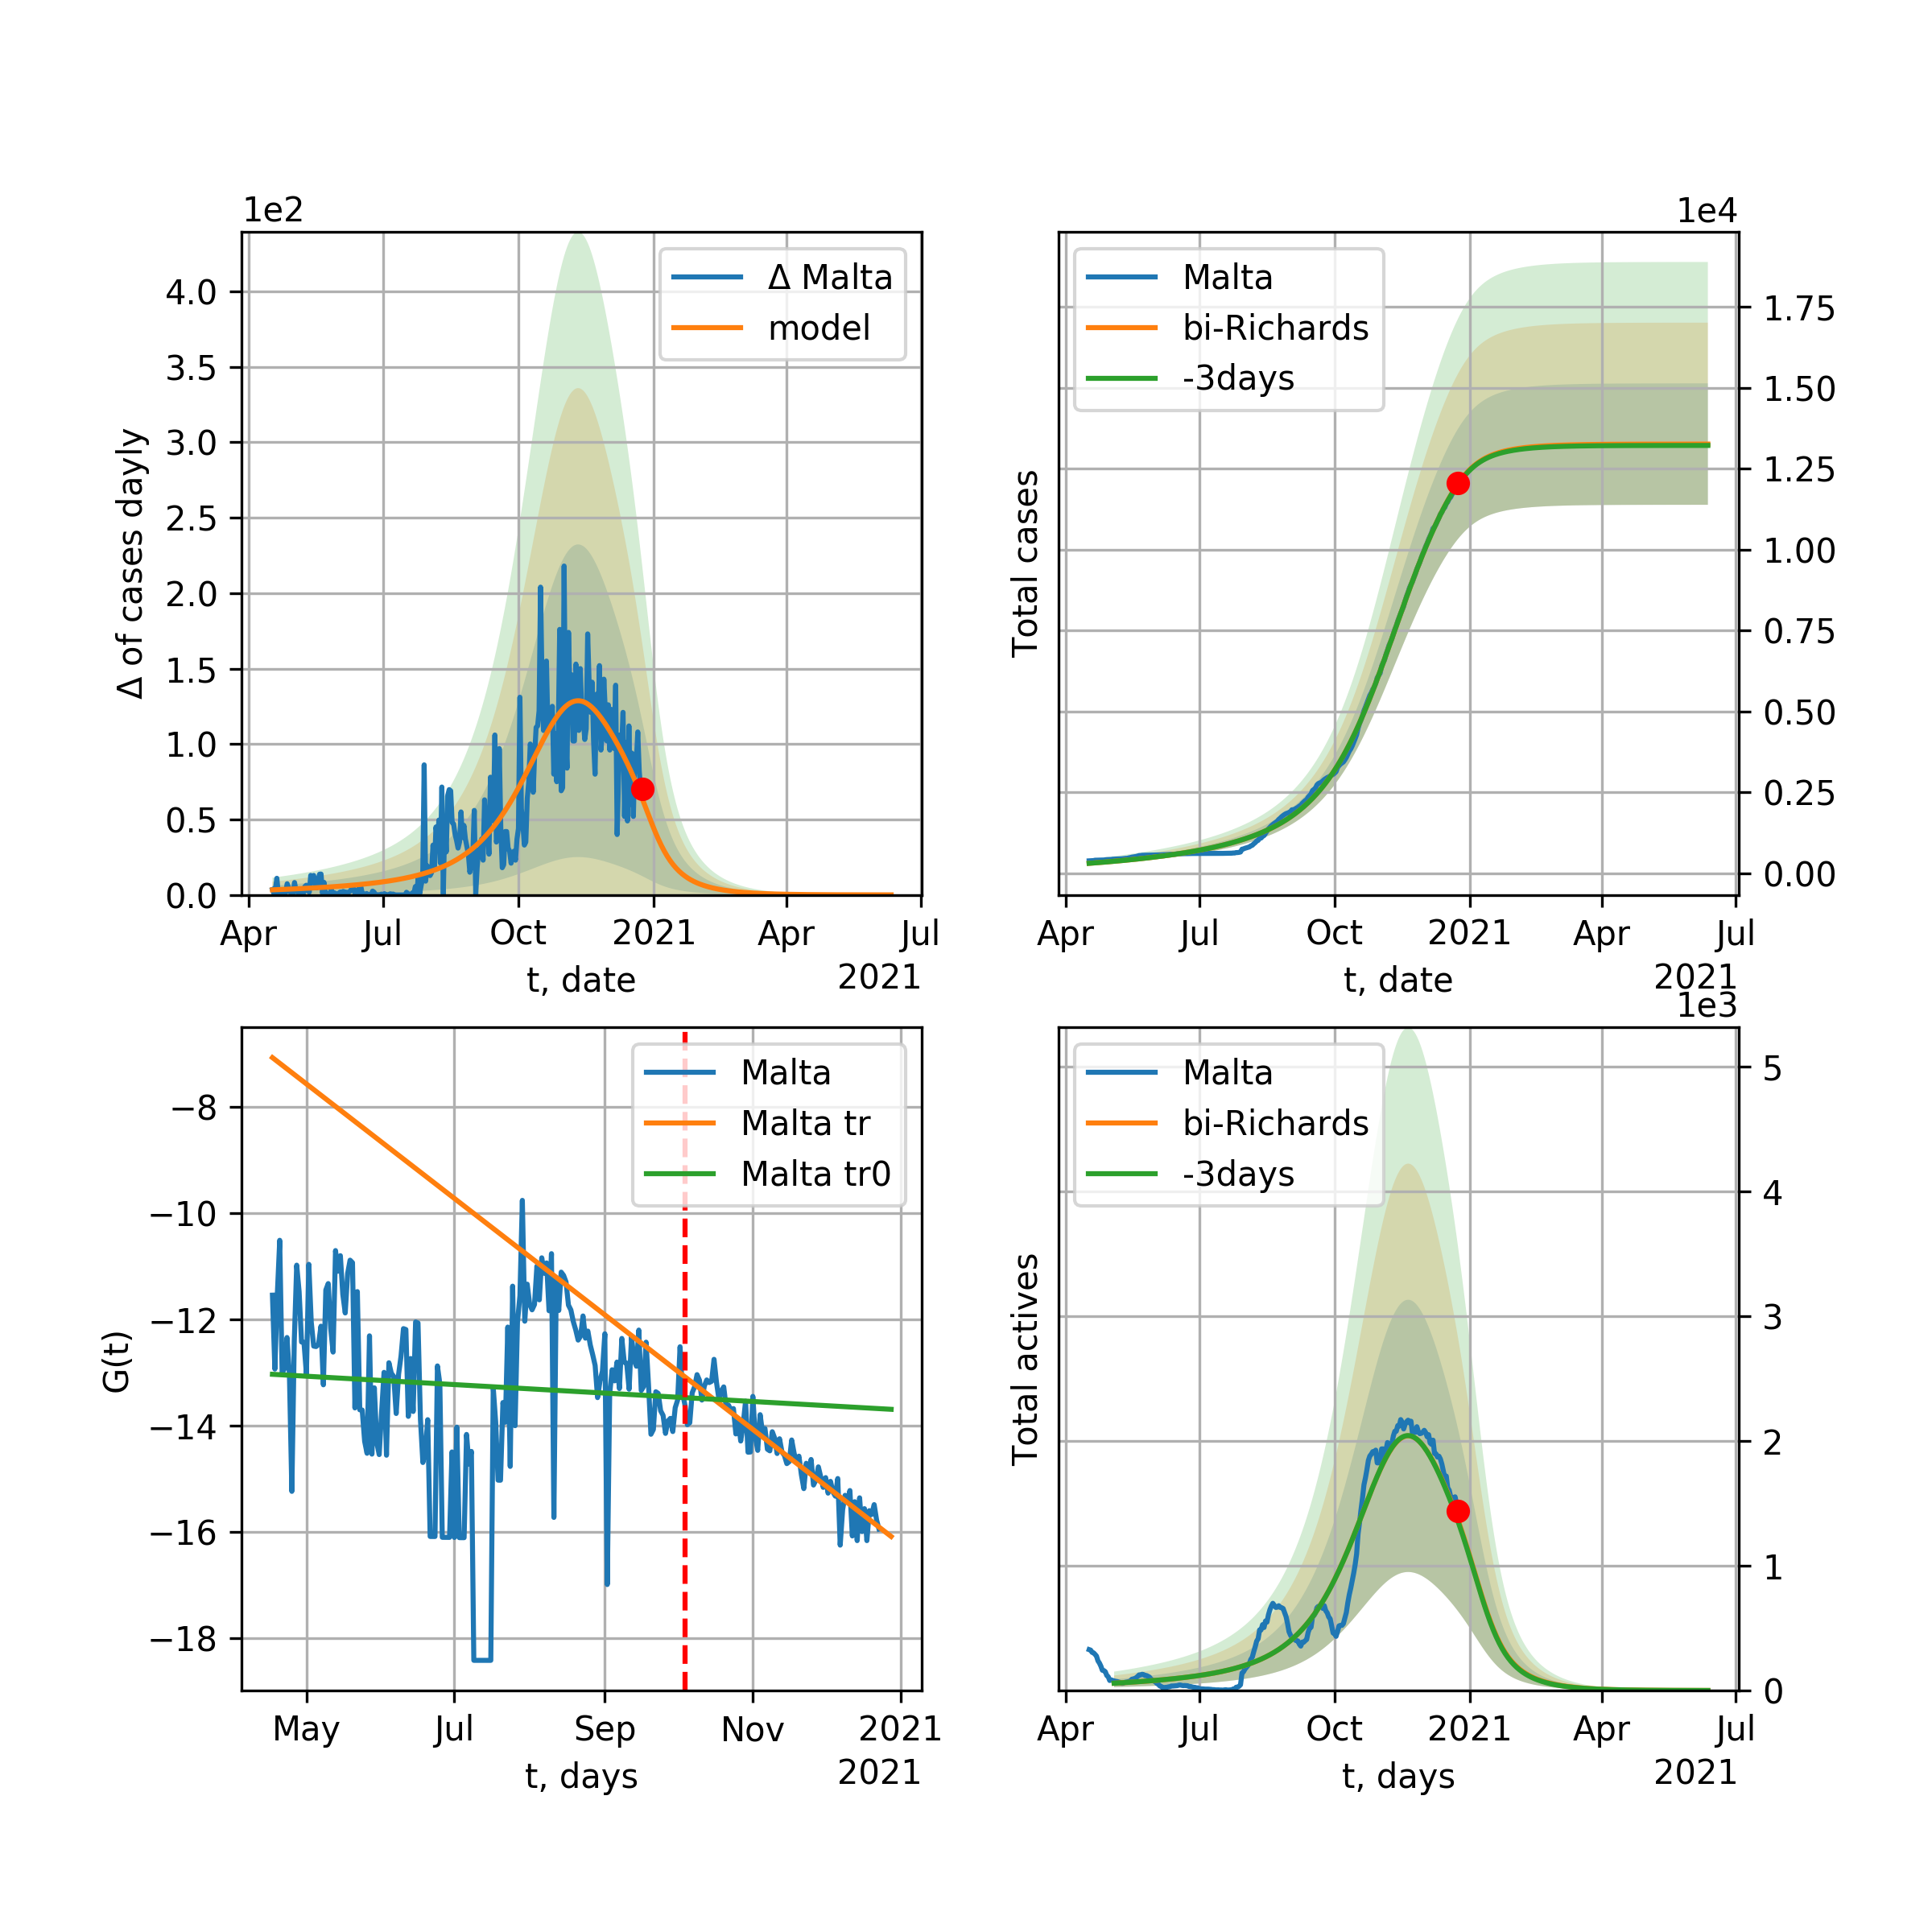 1e2
Δ of cases dayly
4.0
3.5
3.0
2.5
2.0
1.5
1.0
0.5
0.0
Δ Malta
model
Apr Jul Oct 2021 Apr Jul
t, date
2021
1e4
Total cases
Malta
bi-Richards
-3days
1.75
1.50
1.25
1.00
0.75
0.50
0.25
0.00
Apr Jul Oct 2021 Apr Jul
t, date
2021
G(t)
−8
−10
−12
−14
−16
−18
Malta
Malta tr
Malta tr0
May Jul Sep Nov 2021
t, days
2021
1e3
Total actives
Malta
bi-Richards
-3days
5
4
3
2
1
0
Apr Jul Oct 2021 Apr Jul
t, days
2021